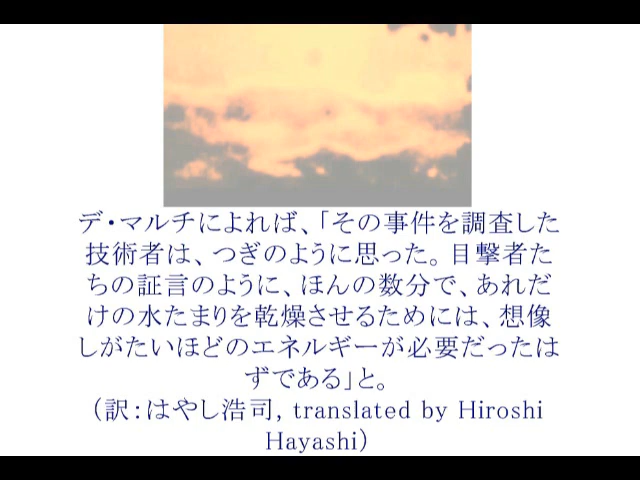 デ・マルチによれば、「その事件を調査した
技術者は、つぎのように思った。目撃者た
ちの証言のように、ほんの数分で、あれだ
けの水たまりを乾燥させるためには、想像
しがたいほどのエネルギーが必要だったは
ずである」と。
（訳：はやし浩司, translated by Hiroshi
Hayashi）